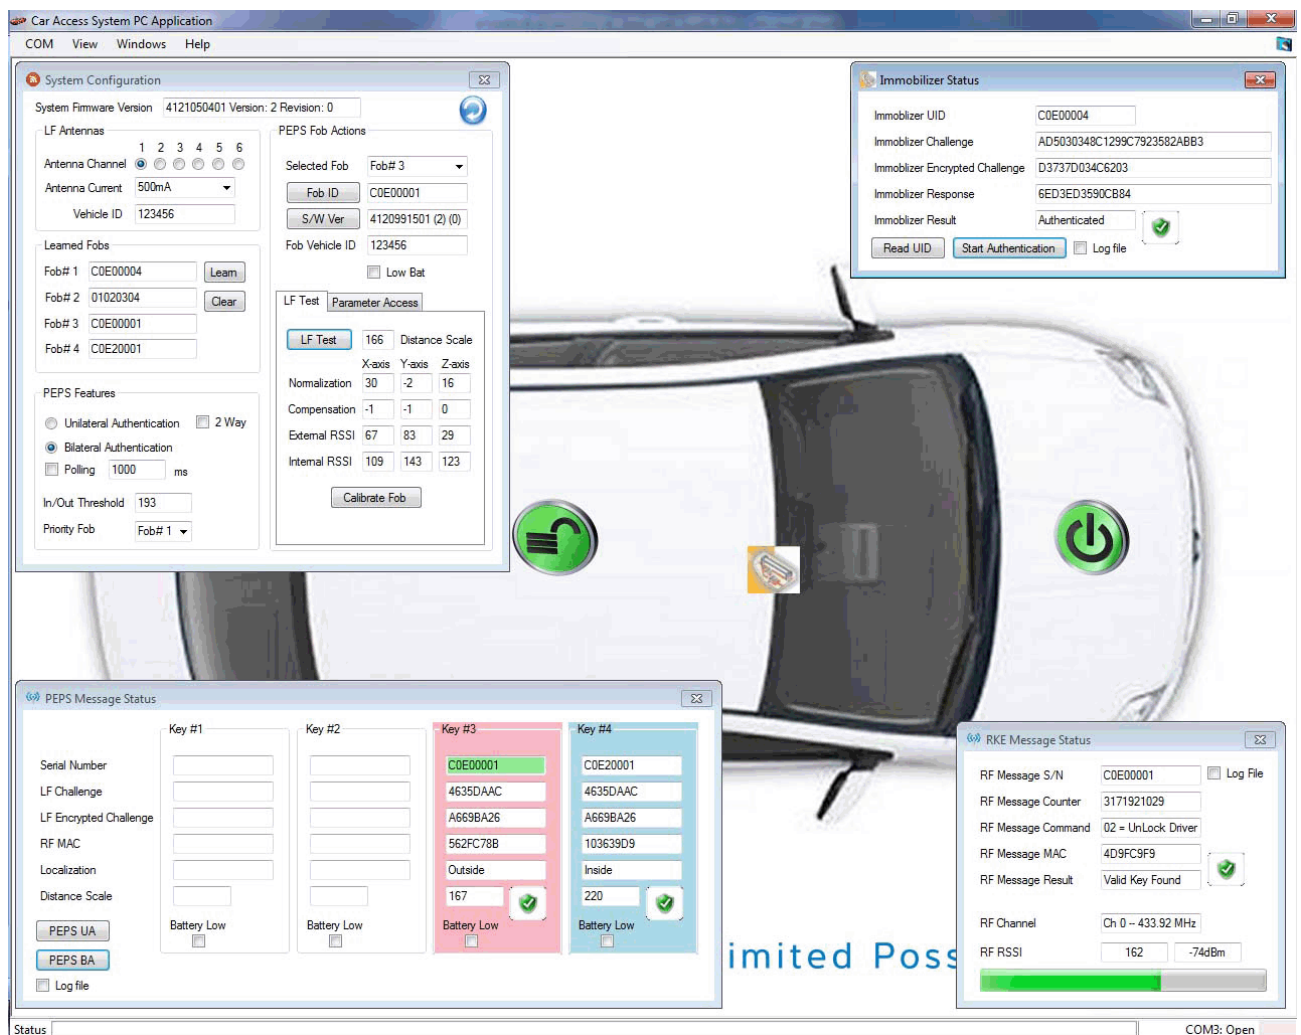 Car Access System PC Application
COM View Windows Help
System Configuration
System Firmware Version 4121050401 Version: 2 Revision: 0
LF Antennas
1 2 3 4 5 6
Antenna Channel
Antenna Current 500mA
Vehicle ID 123456
Learned Fobs
Fob# 1 C0E00004 Learn
Fob# 2 01020304 Clear
Fob# 3 C0E00001
Fob# 4 C0E20001
PEPS Features
Unilateral Authentication 2 Way
Bilateral Authentication
Polling 1000 ms
In/Out Threshold 193
Priority Fob Fob# 1
PEPS Fob Actions
Selected Fob Fob# 3
Fob ID C0E00001
S/W Ver 4120991501 (2) (0)
Fob Vehicle ID 123456
Low Bat
LF Test Parameter Access
LF Test 166 Distance Scale
X-axis Y-axis Z-axis
Normalization 30 -2 16
Compensation -1 -1 0
External RSSI 67 83 29
Internal RSSI 109 143 123
Calibrate Fob
Immobilizer Status
Immoblizer UID C0E00004
Immobilizer Challenge AD5030348C1299C7923582ABB3
Immobilizer Encrypted Challenge D3737D034C6203
Immobilizer Response 6ED3ED3590CB84
Immobilizer Result Authenticated
Read UID Start Authentication Log file
PEPS Message Status
Key #1 Key #2 Key #3 Key #4
Serial Number C0E00001 C0E20001
LF Challenge 4635DAAC 4635DAAC
LF Encrypted Challenge A669BA26 A669BA26
RF MAC 562FC78B 103639D9
Localization Outside Inside
Distance Scale 167 220
Battery Low Battery Low Battery Low Battery Low
PEPS UA
PEPS BA
Log file
imited Poss
RKE Message Status
RF Message S/N C0E00001 Log File
RF Message Counter 3171921029
RF Message Command 02 = UnLock Driver
RF Message MAC 4D9FC9F9
RF Message Result Valid Key Found
RF Channel Ch 0 -- 433.92 MHz
RF RSSI 162 -74dBm
Status COM3: Open